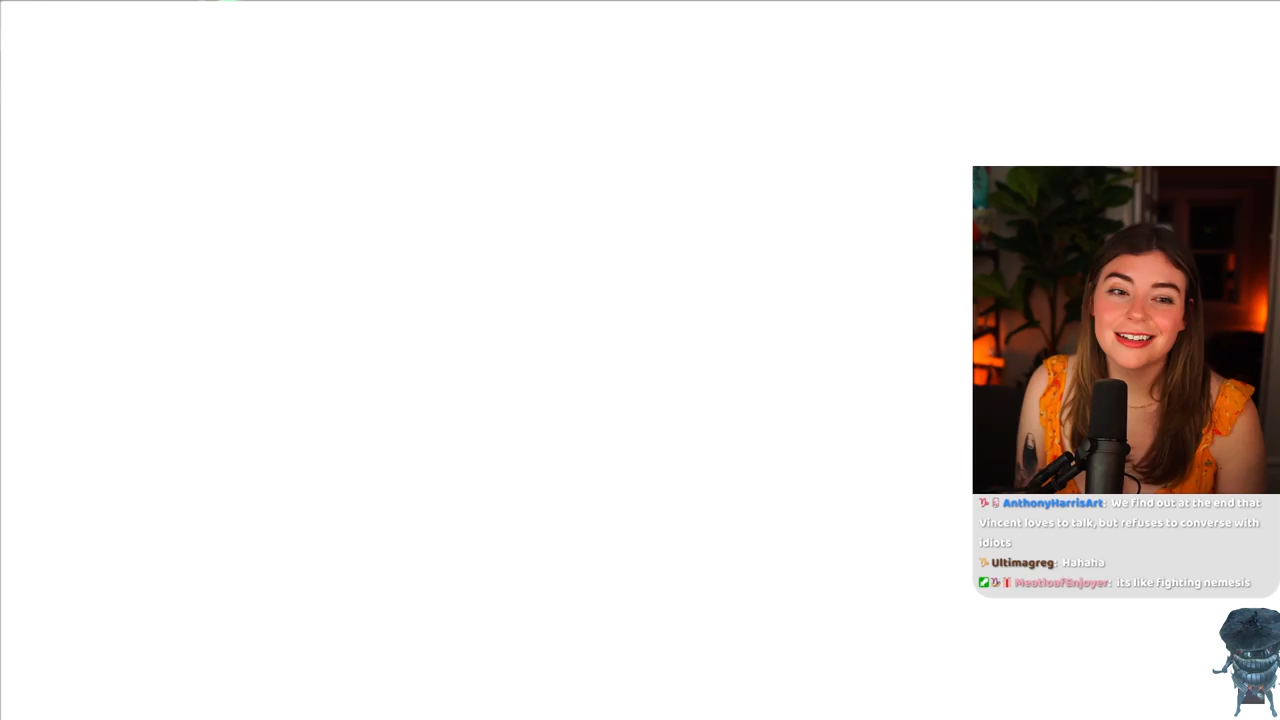 AnthonyHarrisArt: We find out at the end that
Vincent loves to talk, but refuses to converse with
idiots
Ultimagreg: Hahaha
MeatloafEnjoyer: its like fighting nemesis